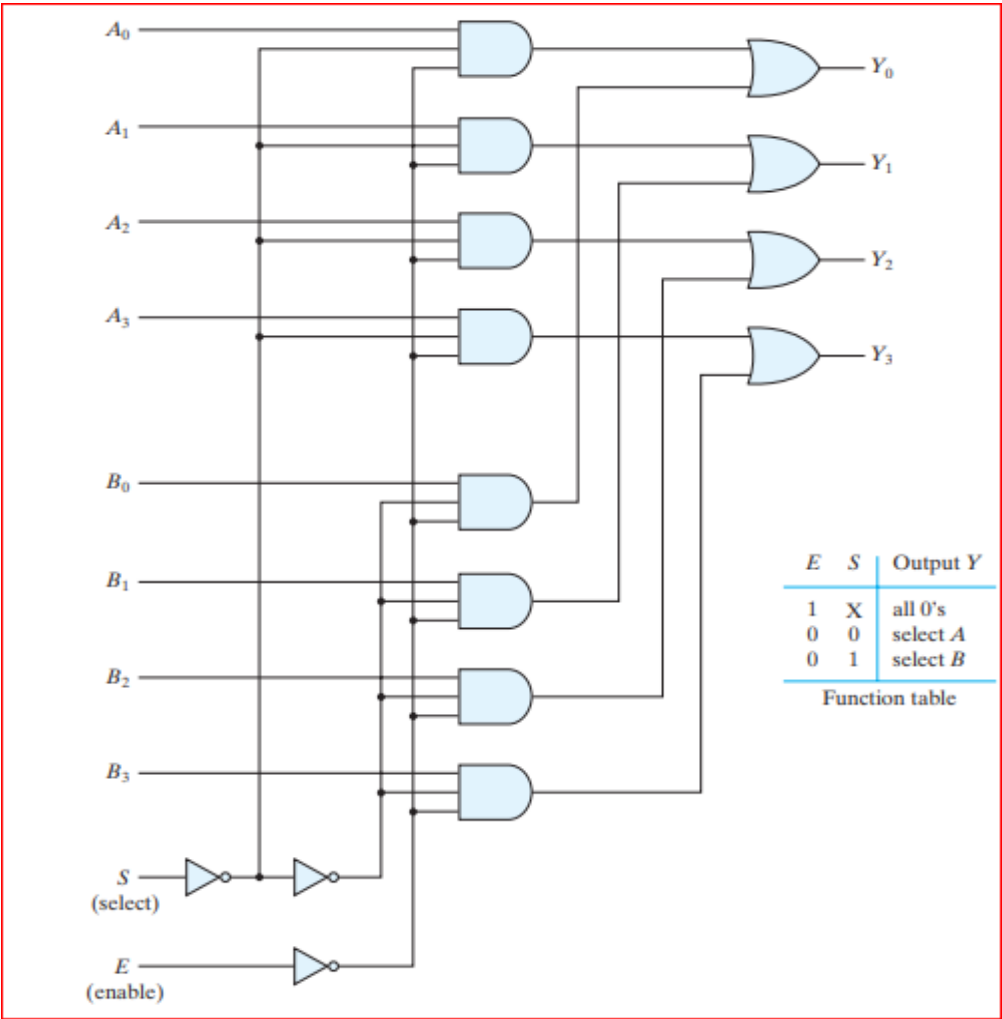 A₀
Y₀
A₁
Y₁
A₂
Y₂
A₃
Y₃
B₀
B₁
E S Output Y
1 X all 0's
0 0 select A
0 1 select B
Function table
B₂
B₃
S
(select)
E
(enable)